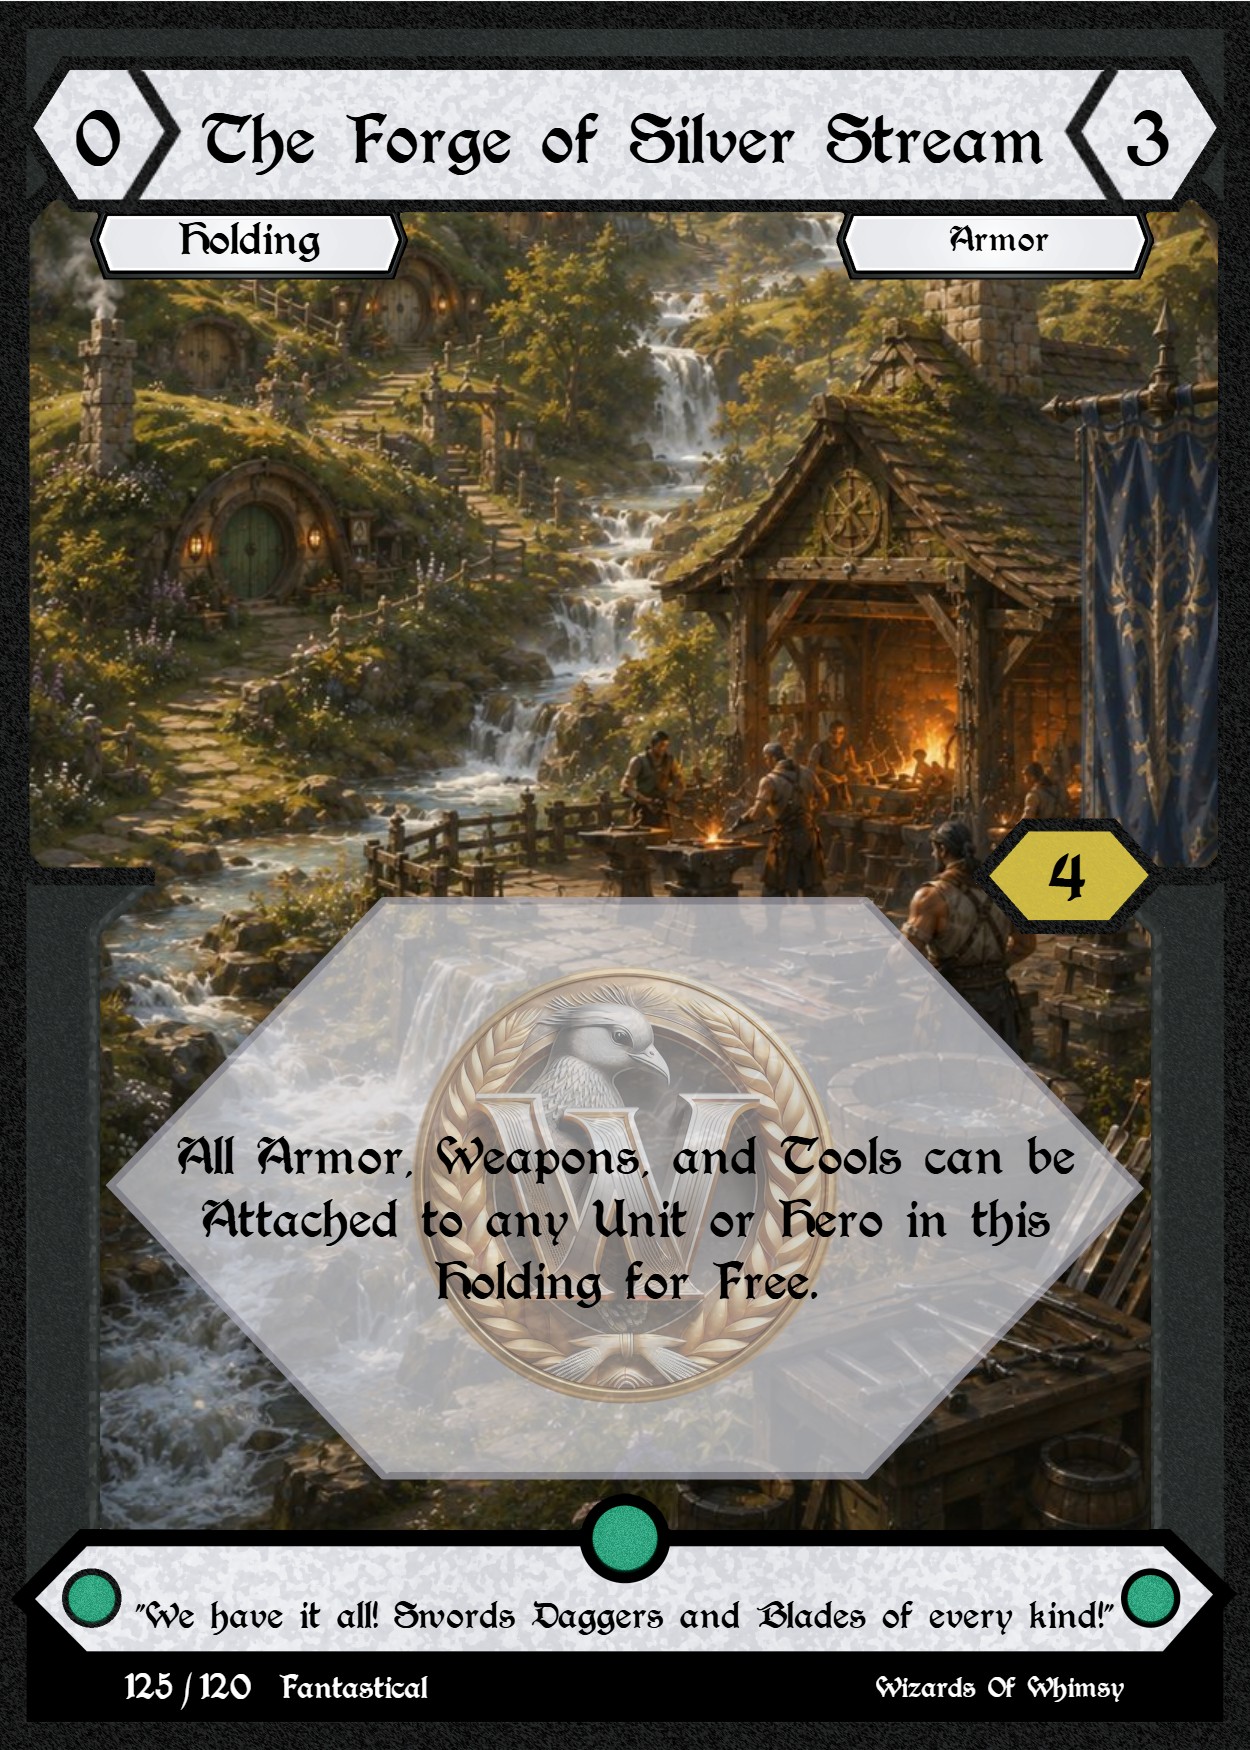 0 The Forge of Silver Stream 3
Holding Armor
4
W
All Armor, Weapons, and Tools can be
Attached to any Unit or Hero in this
Holding for Free.
"We have it all! Swords Daggers and Blades of every kind!"
125 / 120 Fantastical Wizards Of Whimsy